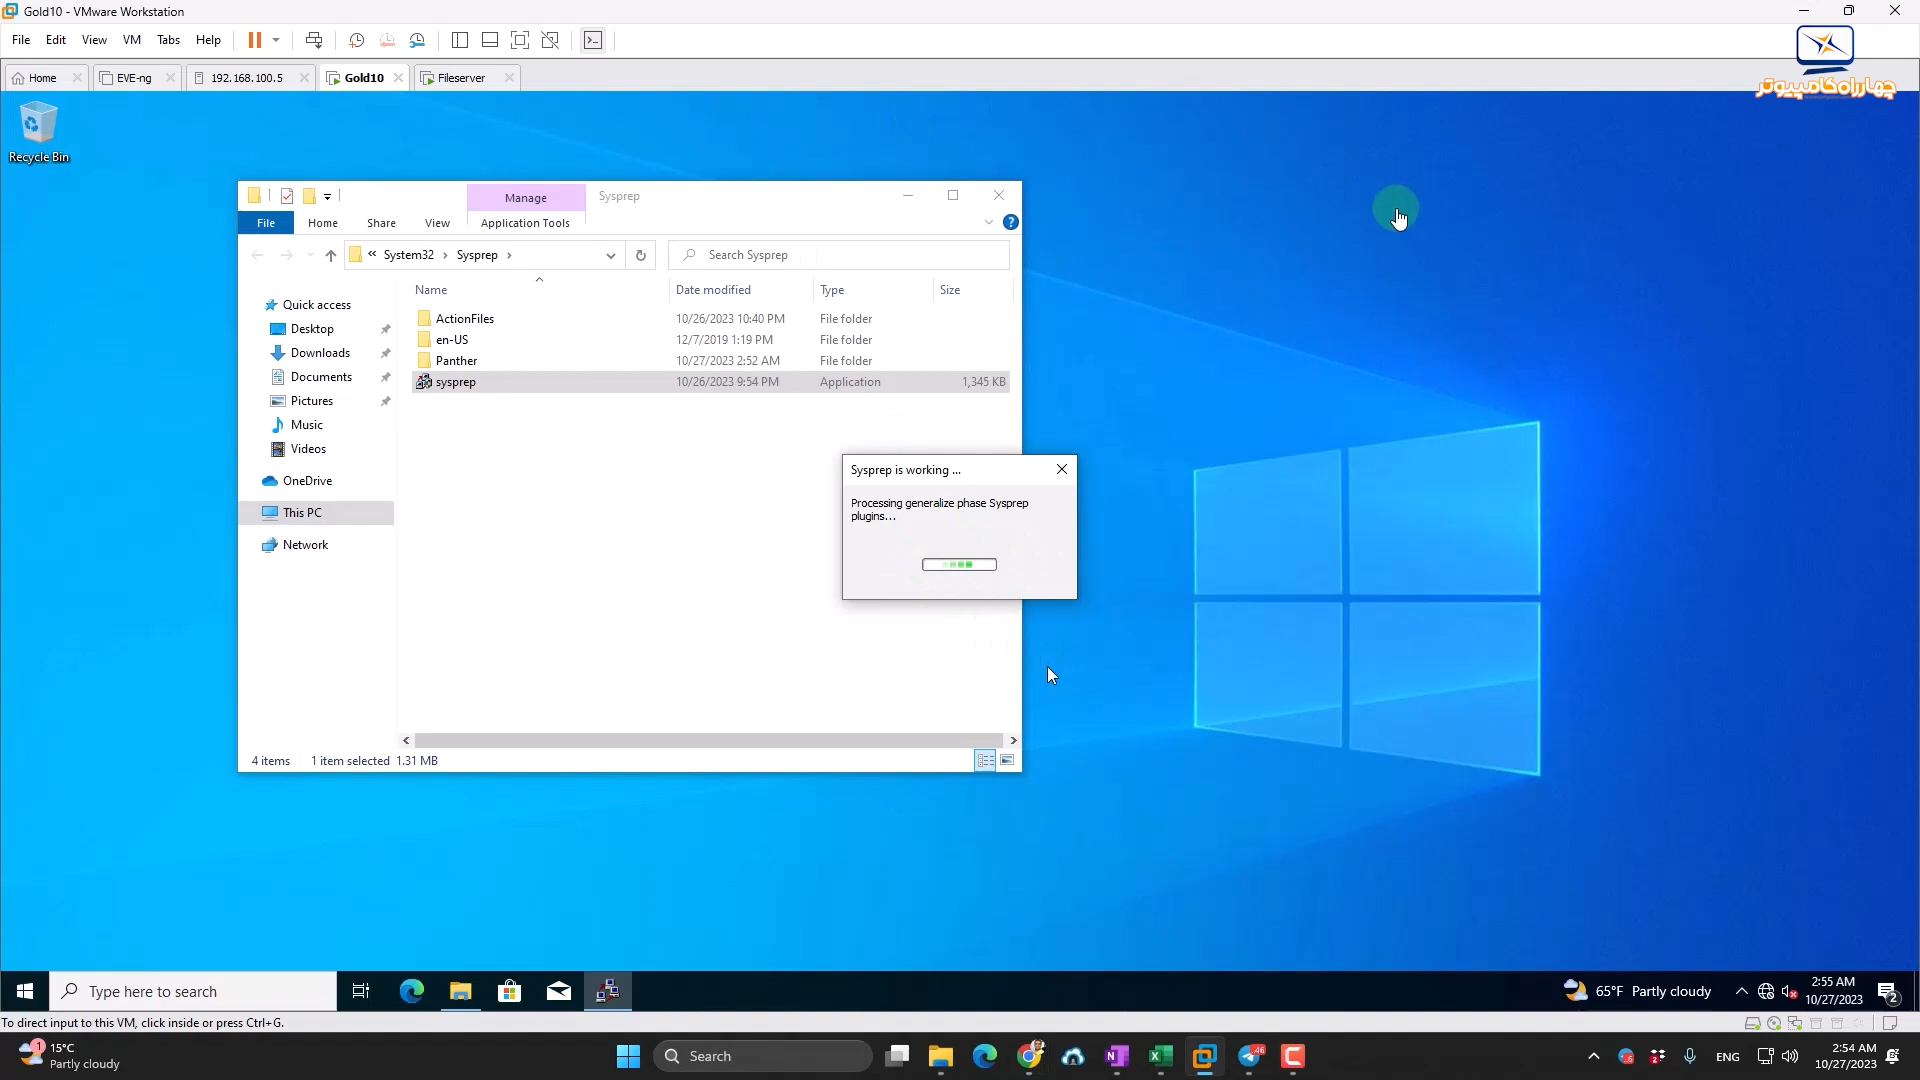 Gold10 - VMware Workstation
File Edit View VM Tabs Help
Home EVE-ng 192.168.100.5 Gold10 Fileserver
چهارراه کامپیوتر
Recycle Bin
Manage Sysprep
File Home Share View Application Tools
« System32 › Sysprep › Search Sysprep
Name Date modified Type Size
Quick access
Desktop
Downloads
Documents
Pictures
Music
Videos
OneDrive
This PC
Network
ActionFiles 10/26/2023 10:40 PM File folder
en-US 12/7/2019 1:19 PM File folder
Panther 10/27/2023 2:52 AM File folder
sysprep 10/26/2023 9:54 PM Application 1,345 KB
Sysprep is working ...
Processing generalize phase Sysprep
plugins...
4 items 1 item selected 1.31 MB
Type here to search
65°F Partly cloudy
2:55 AM
10/27/2023
2
To direct input to this VM, click inside or press Ctrl+G.
1
15°C
Partly cloudy
Search
46
ENG
2:54 AM
10/27/2023